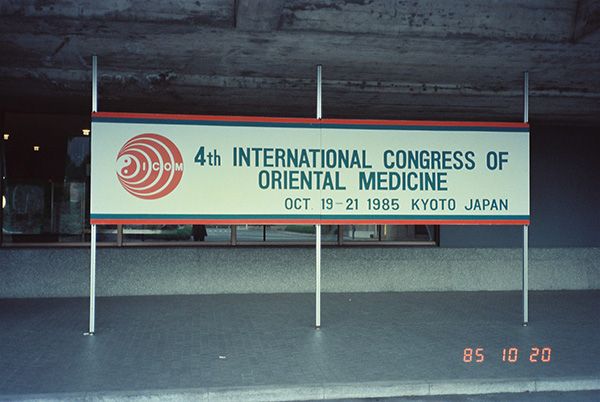 ICOM
4th INTERNATIONAL CONGRESS OF
ORIENTAL MEDICINE
OCT. 19-21 1985 KYOTO JAPAN
85 10 20